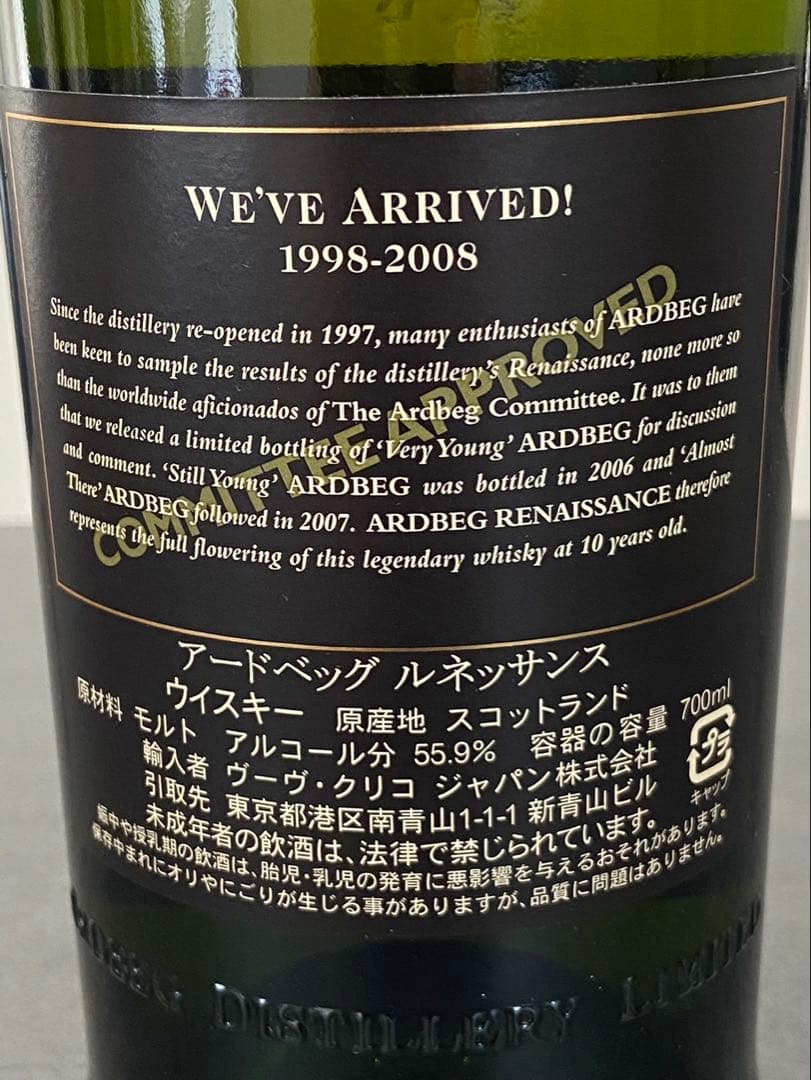 WE'VE ARRIVED!
1998-2008
Since the distillery re-opened in 1997, many enthusiasts of ARDBEG have
been keen to sample the results of the distillery's Renaissance, none more so
than the worldwide aficionados of The Ardbeg Committee. It was to them
that we released a limited bottling of 'Very Young' ARDBEG for discussion
and comment. 'Still Young' ARDBEG was bottled in 2006 and 'Almost
There' ARDBEG followed in 2007. ARDBEG RENAISSANCE therefore
represents the full flowering of this legendary whisky at 10 years old.
COMMITTEE APPROVED
アードベッグ ルネッサンス
ウイスキー 原産地 スコットランド
原材料 モルト アルコール分 55.9% 容器の容量 700ml
輸入者 ヴーヴ・クリコ ジャパン株式会社
引取先 東京都港区南青山1-1-1 新青山ビル
プラ
キャップ
未成年者の飲酒は、法律で禁じられています。
妊中や授乳期の飲酒は、胎児・乳児の発育に悪影響を与えるおそれがあります。
保存中まれにオリやにごりが生じる事がありますが、品質に問題はありません。
DISTILLERY LIMITED